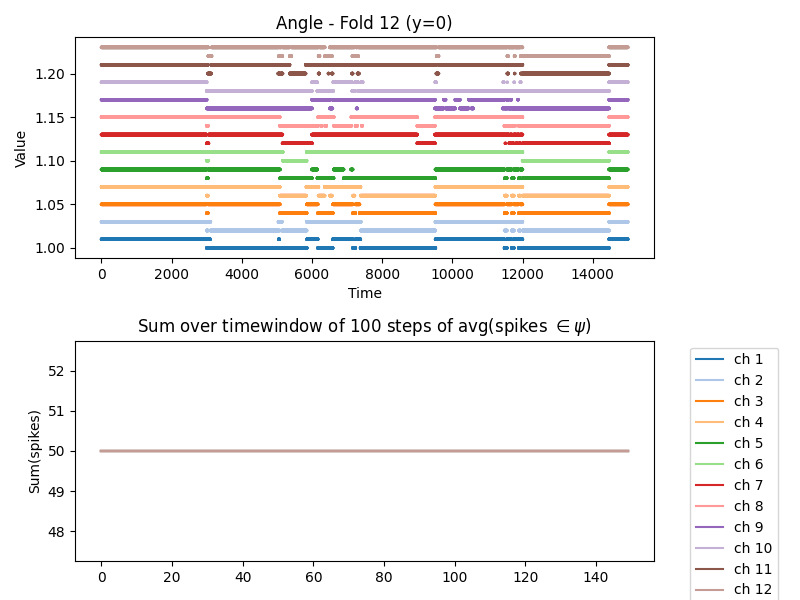 Angle - Fold 12 (y=0)
Value
1.20
1.15
1.10
1.05
1.00
0 2000 4000 6000 8000 10000 12000 14000
Time
Sum over timewindow of 100 steps of avg(spikes ∈ ψ)
Sum(spikes)
52
51
50
49
48
0 20 40 60 80 100 120 140
ch 1
ch 2
ch 3
ch 4
ch 5
ch 6
ch 7
ch 8
ch 9
ch 10
ch 11
ch 12